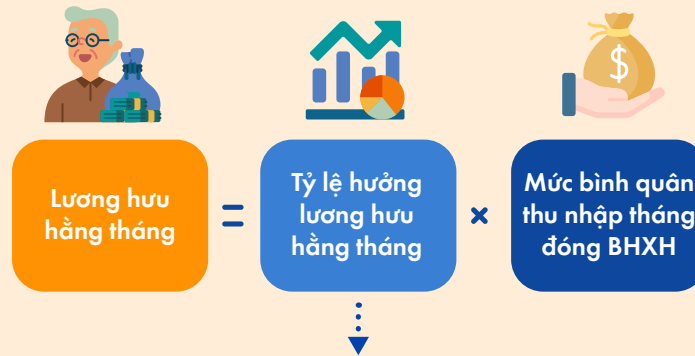 $
Lương hưu
hằng tháng
=
Tỷ lệ hưởng
lương hưu
hằng tháng
×
Mức bình quân
thu nhập tháng
đóng BHXH